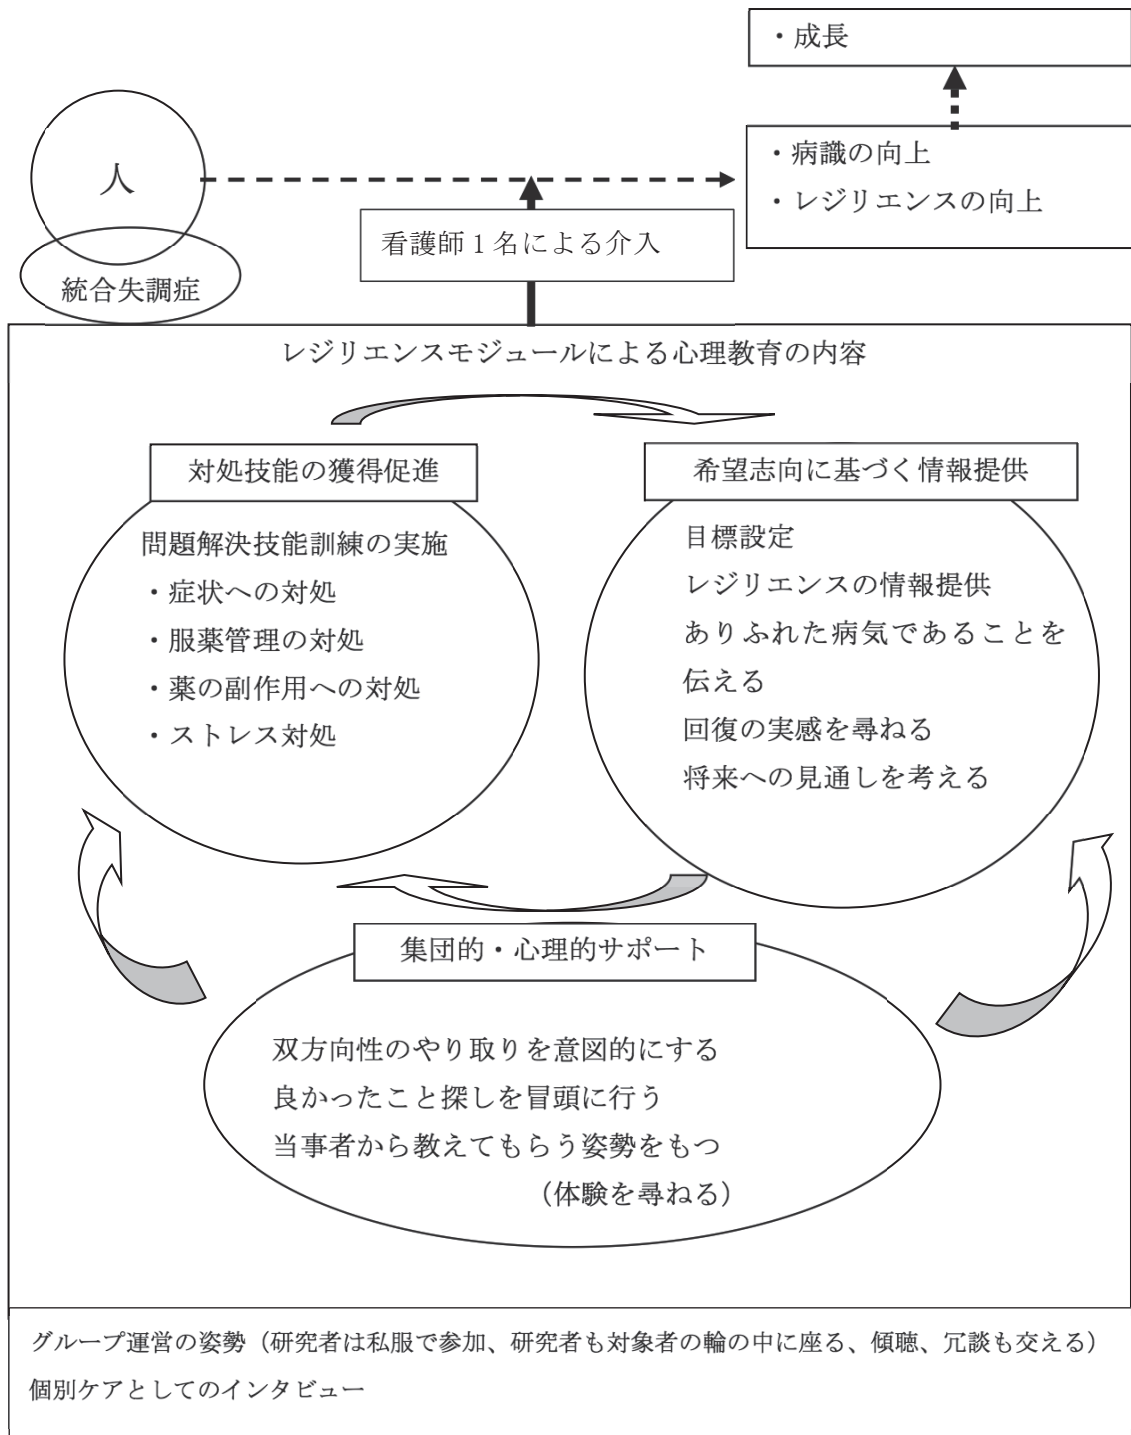 ・成長
・病識の向上
・レジリエンスの向上
人
看護師1名による介入
統合失調症
レジリエンスモジュールによる心理教育の内容
対処技能の獲得促進
問題解決技能訓練の実施
・症状への対処
・服薬管理の対処
・薬の副作用への対処
・ストレス対処
希望志向に基づく情報提供
目標設定
レジリエンスの情報提供
ありふれた病気であることを
伝える
回復の実感を尋ねる
将来への見通しを考える
集団的・心理的サポート
双方向性のやり取りを意図的にする
良かったこと探しを冒頭に行う
当事者から教えてもらう姿勢をもつ
（体験を尋ねる）
グループ運営の姿勢（研究者は私服で参加、研究者も対象者の輪の中に座る、傾聴、冗談も交える）
個別ケアとしてのインタビュー